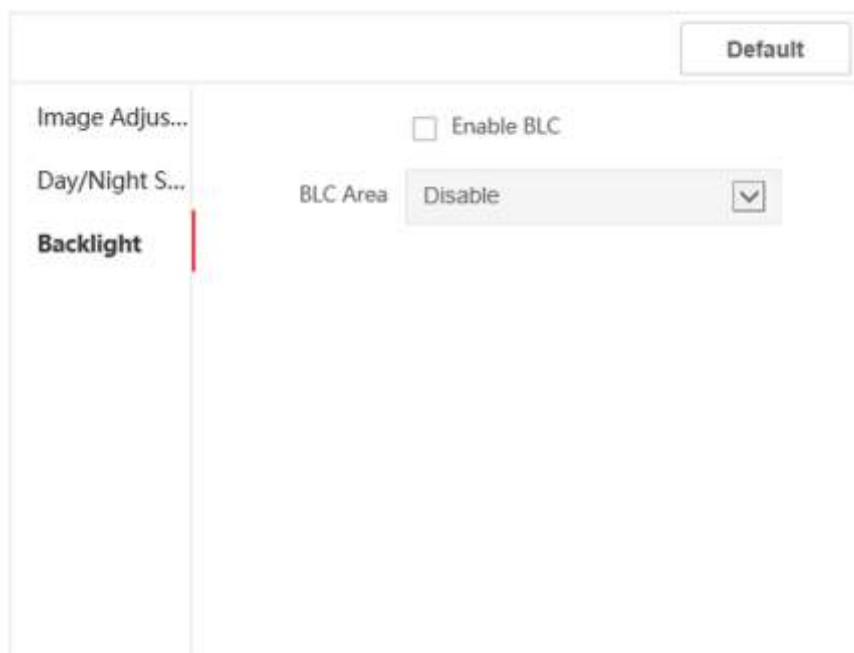 Default
Image Adjus...
Enable BLC
Day/Night S...
BLC Area Disable
Backlight